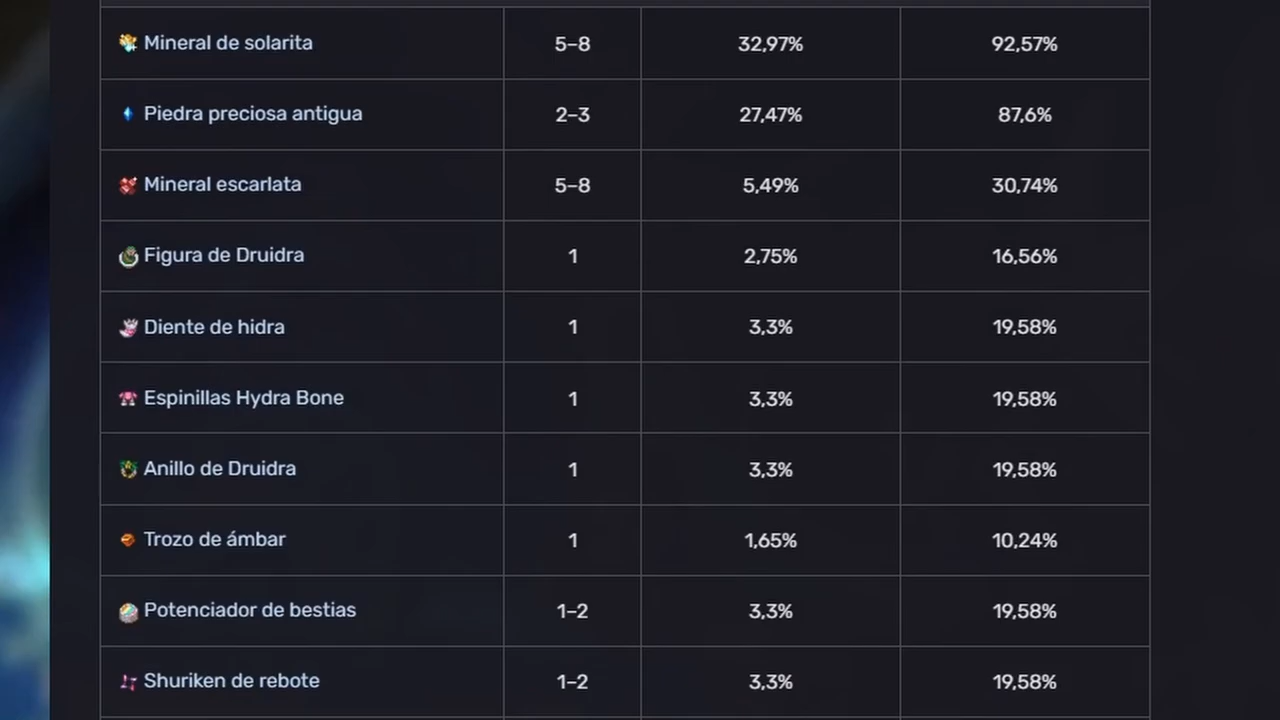 Mineral de solarita 5–8 32,97% 92,57%
Piedra preciosa antigua 2–3 27,47% 87,6%
Mineral escarlata 5–8 5,49% 30,74%
Figura de Druidra 1 2,75% 16,56%
Diente de hidra 1 3,3% 19,58%
Espinillas Hydra Bone 1 3,3% 19,58%
Anillo de Druidra 1 3,3% 19,58%
Trozo de ámbar 1 1,65% 10,24%
Potenciador de bestias 1–2 3,3% 19,58%
Shuriken de rebote 1–2 3,3% 19,58%